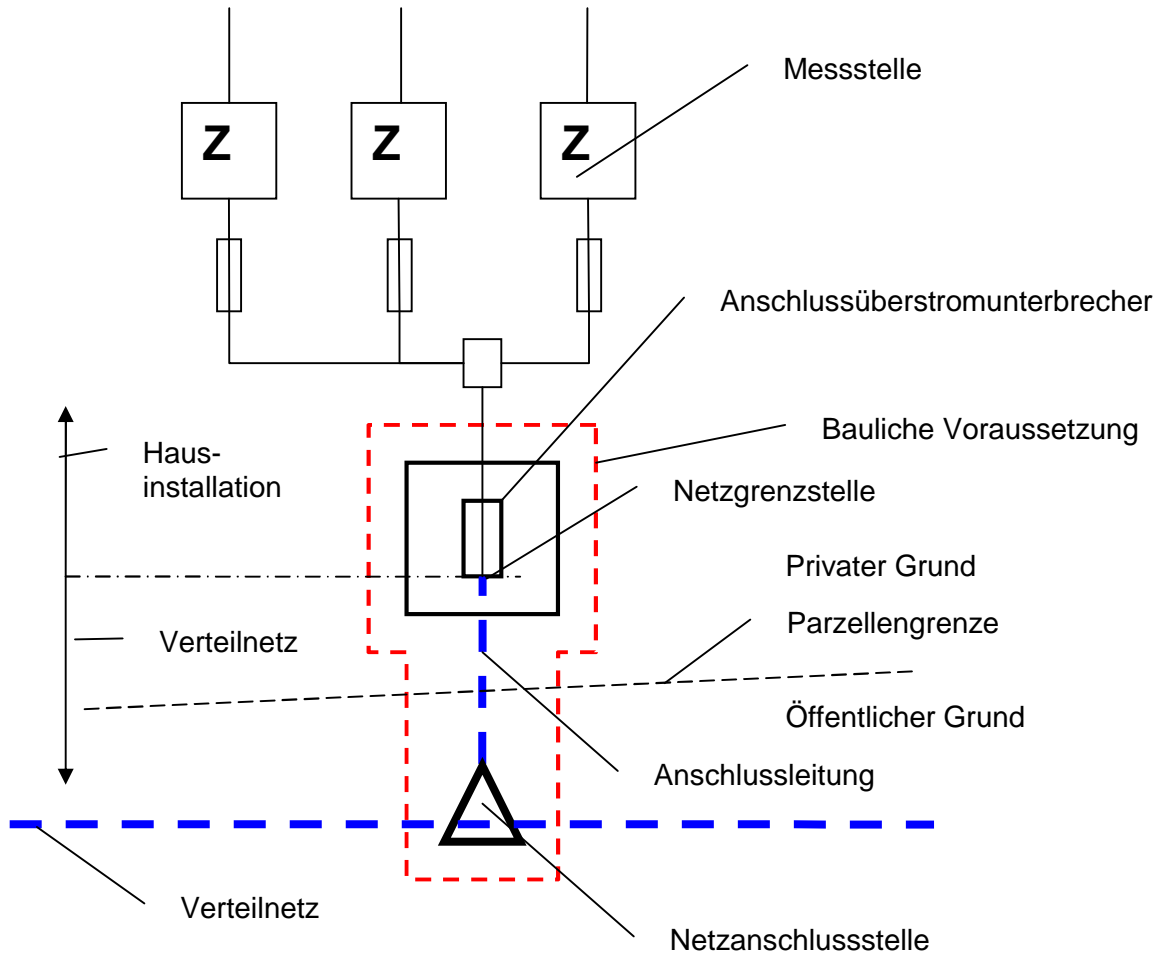 Messstelle
Z
Z
Z
Anschlussüberstromunterbrecher
Bauliche Voraussetzung
Haus-
installation
Netzgrenzstelle
Privater Grund
Parzellengrenze
Verteilnetz
Öffentlicher Grund
Anschlussleitung
Verteilnetz
Netzanschlussstelle